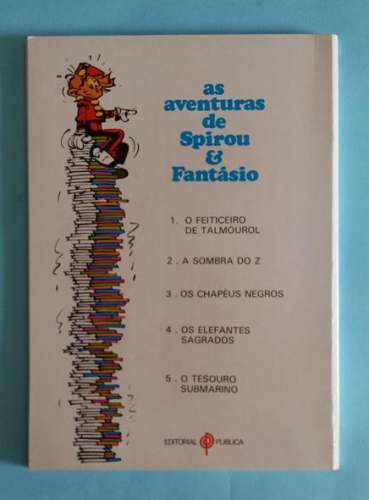 as
aventuras
de
Spirou
&
Fantásio
1. O FEITICEIRO
DE TALMOUROL
2. A SOMBRA DO Z
3. OS CHAPÉUS NEGROS
4. OS ELEFANTES
SAGRADOS
5. O TESOURO
SUBMARINO
EDITORIAL PUBLICA